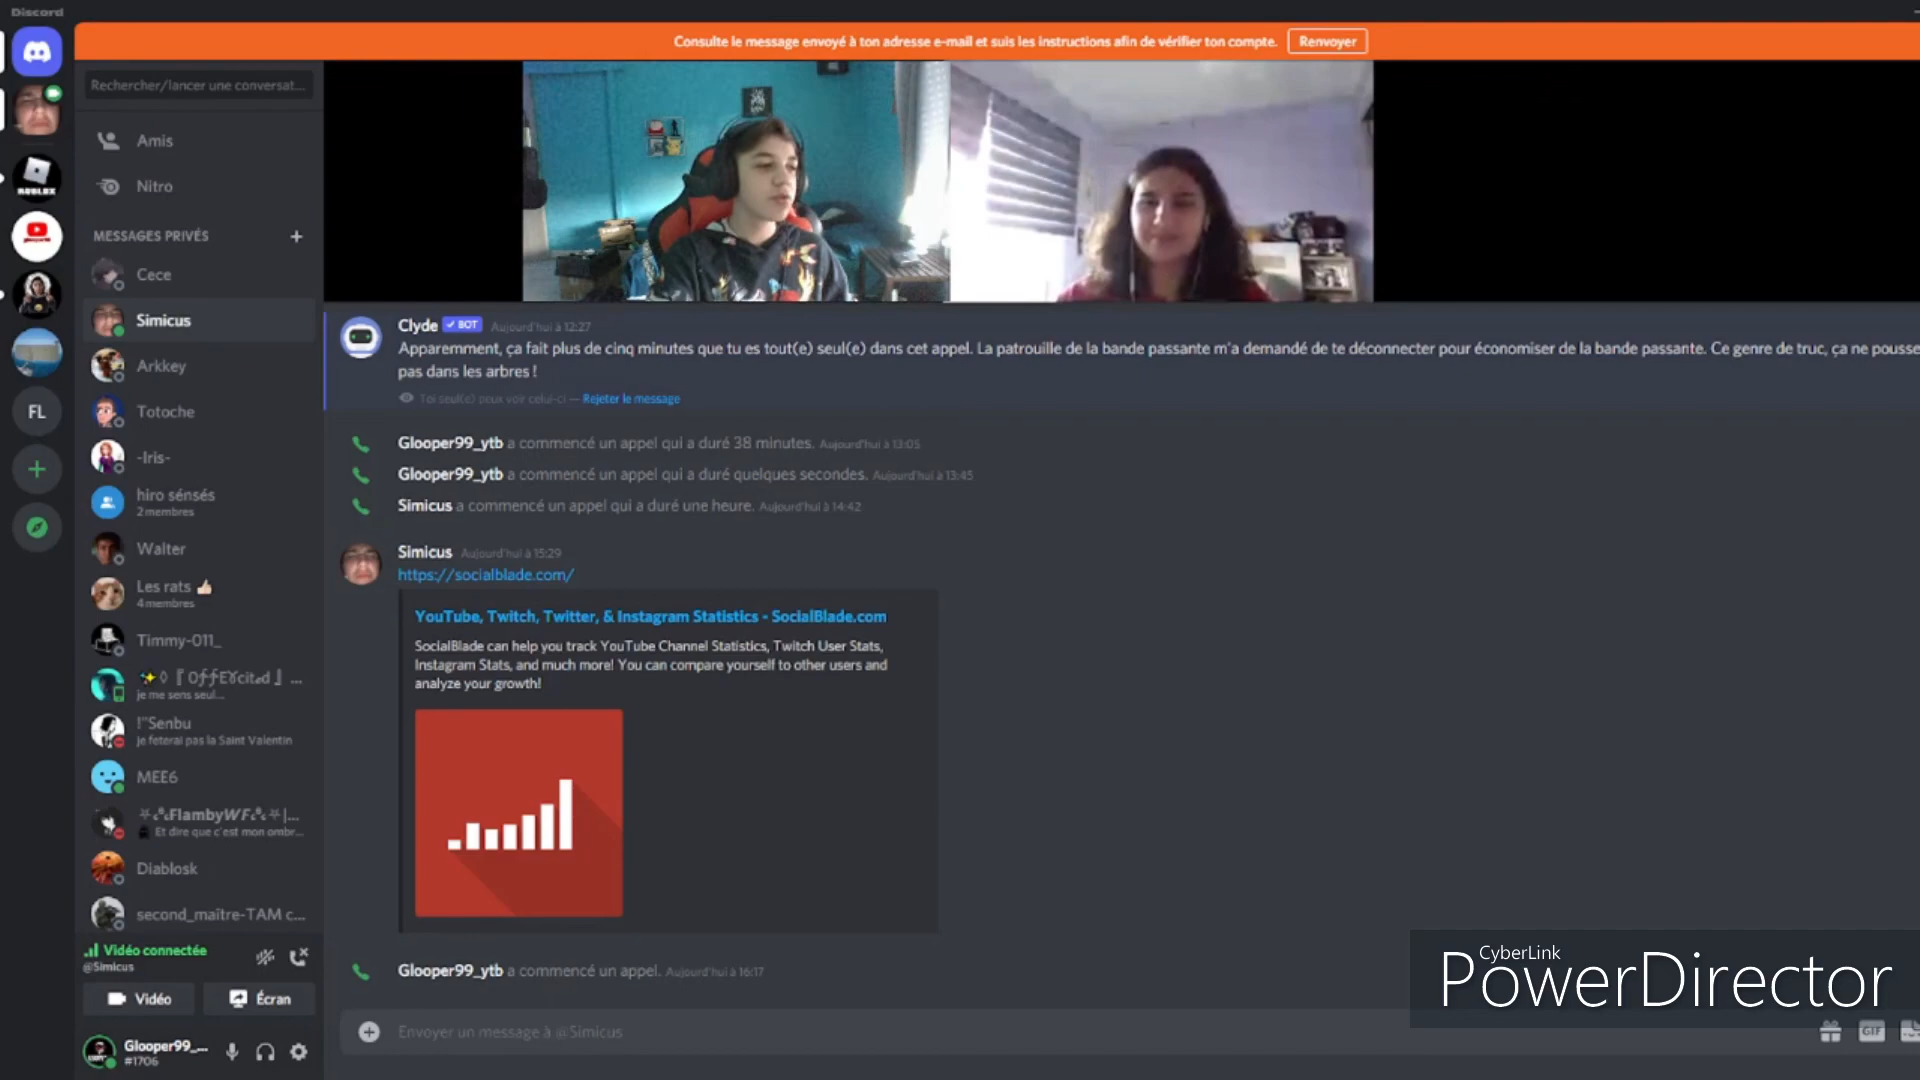 Discord
Consulte le message envoyé à ton adresse e-mail et suis les instructions afin de vérifier ton compte.
Renvoyer
Rechercher/lancer une conversat...
Amis
Nitro
MESSAGES PRIVÉS
Cece
Simicus
Arkkey
Totoche
-Iris-
hiro sénsés
2 membres
Walter
Les rats 👍🏻
4 membres
Timmy-011_
je me sens seul...
!"Senbu
je feterai pas la Saint Valentin
MEE6
FlambyWF
Et dire que c'est mon ombr...
Diablosk
second_maître-TAM c...
Vidéo connectée
@Simicus
Vidéo
Écran
Glooper99_...
#1706
ROBLOX
FL
Clyde BOT Aujourd'hui à 12:27
Apparemment, ça fait plus de cinq minutes que tu es tout(e) seul(e) dans cet appel. La patrouille de la bande passante m'a demandé de te déconnecter pour économiser de la bande passante. Ce genre de truc, ça ne pousse
pas dans les arbres !
Toi seul(e) peux voir celui-ci — Rejeter le message
Glooper99_ytb a commencé un appel qui a duré 38 minutes. Aujourd'hui à 13:05
Glooper99_ytb a commencé un appel qui a duré quelques secondes. Aujourd'hui à 13:45
Simicus a commencé un appel qui a duré une heure. Aujourd'hui à 14:42
Simicus Aujourd'hui à 15:29
https://socialblade.com/
YouTube, Twitch, Twitter, & Instagram Statistics - SocialBlade.com
SocialBlade can help you track YouTube Channel Statistics, Twitch User Stats,
Instagram Stats, and much more! You can compare yourself to other users and
analyze your growth!
Glooper99_ytb a commencé un appel. Aujourd'hui à 16:17
Envoyer un message à @Simicus
GIF
CyberLink
PowerDirector